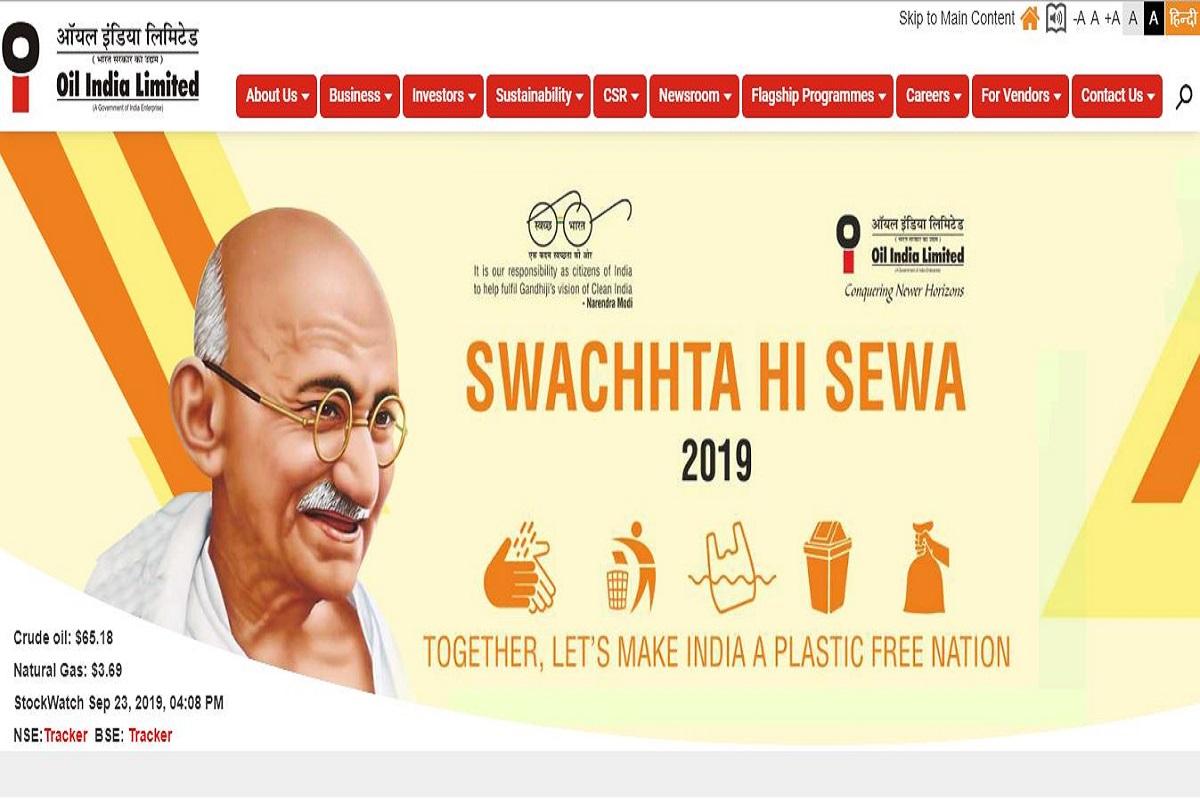 Skip to Main Content -A A +A A A हिन्दी
ऑयल इंडिया लिमिटेड
(भारत सरकार का उद्यम)
Oil India Limited
(A Government of India Enterprise)
About Us Business Investors Sustainability CSR Newsroom Flagship Programmes Careers For Vendors Contact Us
स्वच्छ भारत
एक कदम स्वच्छता की ओर
It is our responsibility as citizens of India
to help fulfil Gandhiji's vision of Clean India
- Narendra Modi
ऑयल इंडिया लिमिटेड
(भारत सरकार का उद्यम)
Oil India Limited
(A Government of India Enterprise)
Conquering Newer Horizons
SWACHHTA HI SEWA
2019
TOGETHER, LET'S MAKE INDIA A PLASTIC FREE NATION
Crude oil: $65.18
Natural Gas: $3.69
StockWatch Sep 23, 2019, 04:08 PM
NSE:Tracker BSE: Tracker